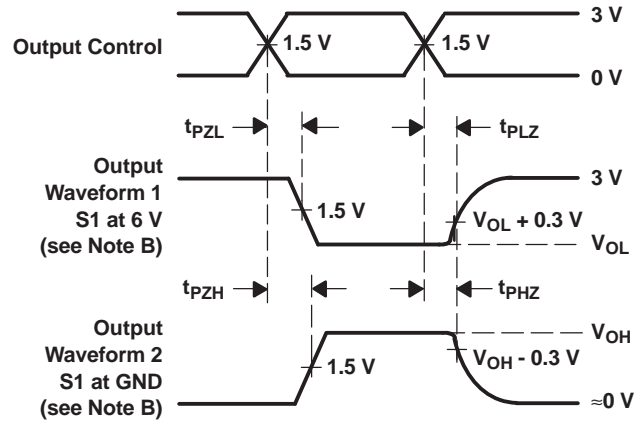 3 V
Output Control
1.5 V
1.5 V
0 V
tPZL
tPLZ
Output
Waveform 1
S1 at 6 V
(see Note B)
3 V
1.5 V
VOL + 0.3 V
VOL
tPZH
tPHZ
Output
Waveform 2
S1 at GND
(see Note B)
VOH
1.5 V
VOH - 0.3 V
≈0 V